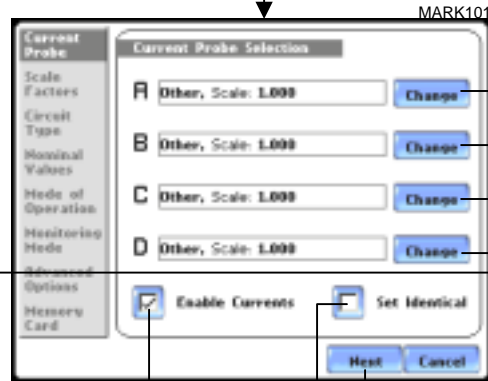 MARK101
Current Probe
Current Probe Selection
Scale Factors
Circuit Type
Nominal Values
Mode of Operation
Monitoring Mode
Advanced Options
Memory Card
A Other, Scale: 1.000 Change
B Other, Scale: 1.000 Change
C Other, Scale: 1.000 Change
D Other, Scale: 1.000 Change
Enable Currents
Set Identical
Next
Cancel